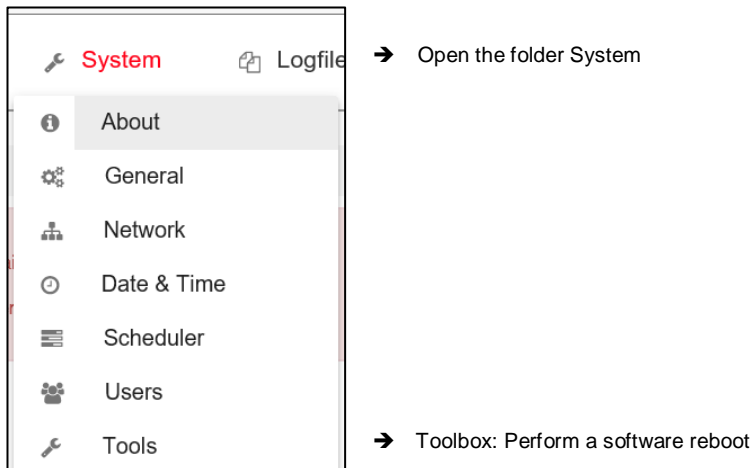 System Logfile ➔ Open the folder System
About
General
Network
Date & Time
Scheduler
Users
Tools ➔ Toolbox: Perform a software reboot